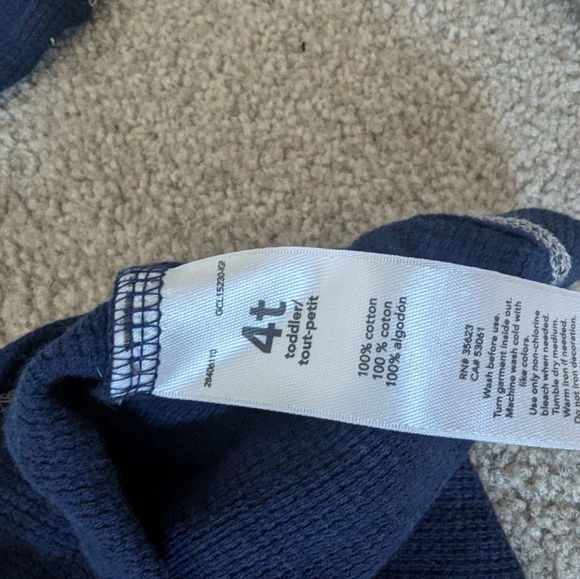 28406110
GCL152304GP
4t
toddler/
tout-petit
100% cotton
100 % coton
100% algodón
RN# 35623
CA# 53061
Wash before use.
Turn garment inside out.
Machine wash cold with
like colors.
Use only non-chlorine
bleach when needed.
Tumble dry medium.
Warm iron if needed.
Do not iron decoration.